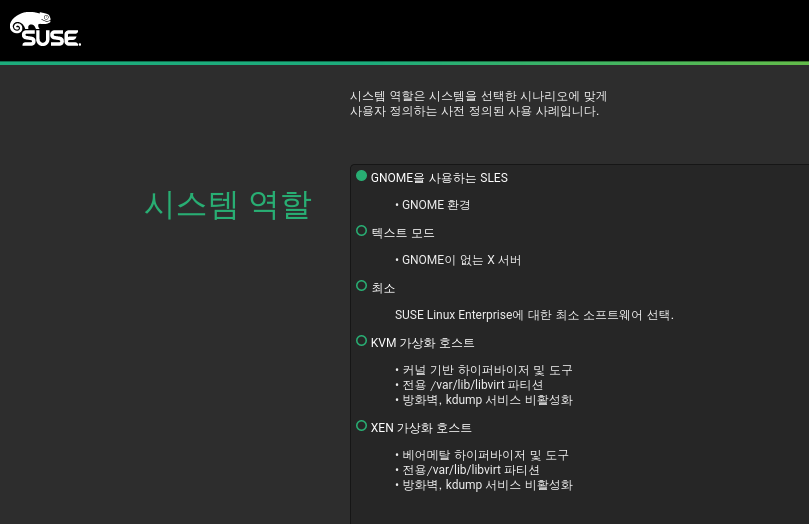 SUSE
시스템 역할은 시스템을 선택한 시나리오에 맞게
사용자 정의하는 사전 정의된 사용 사례입니다.
시스템 역할
GNOME을 사용하는 SLES
• GNOME 환경
텍스트 모드
• GNOME이 없는 X 서버
최소
SUSE Linux Enterprise에 대한 최소 소프트웨어 선택.
KVM 가상화 호스트
• 커널 기반 하이퍼바이저 및 도구
• 전용 /var/lib/libvirt 파티션
• 방화벽, kdump 서비스 비활성화
XEN 가상화 호스트
• 베어메탈 하이퍼바이저 및 도구
• 전용/var/lib/libvirt 파티션
• 방화벽, kdump 서비스 비활성화